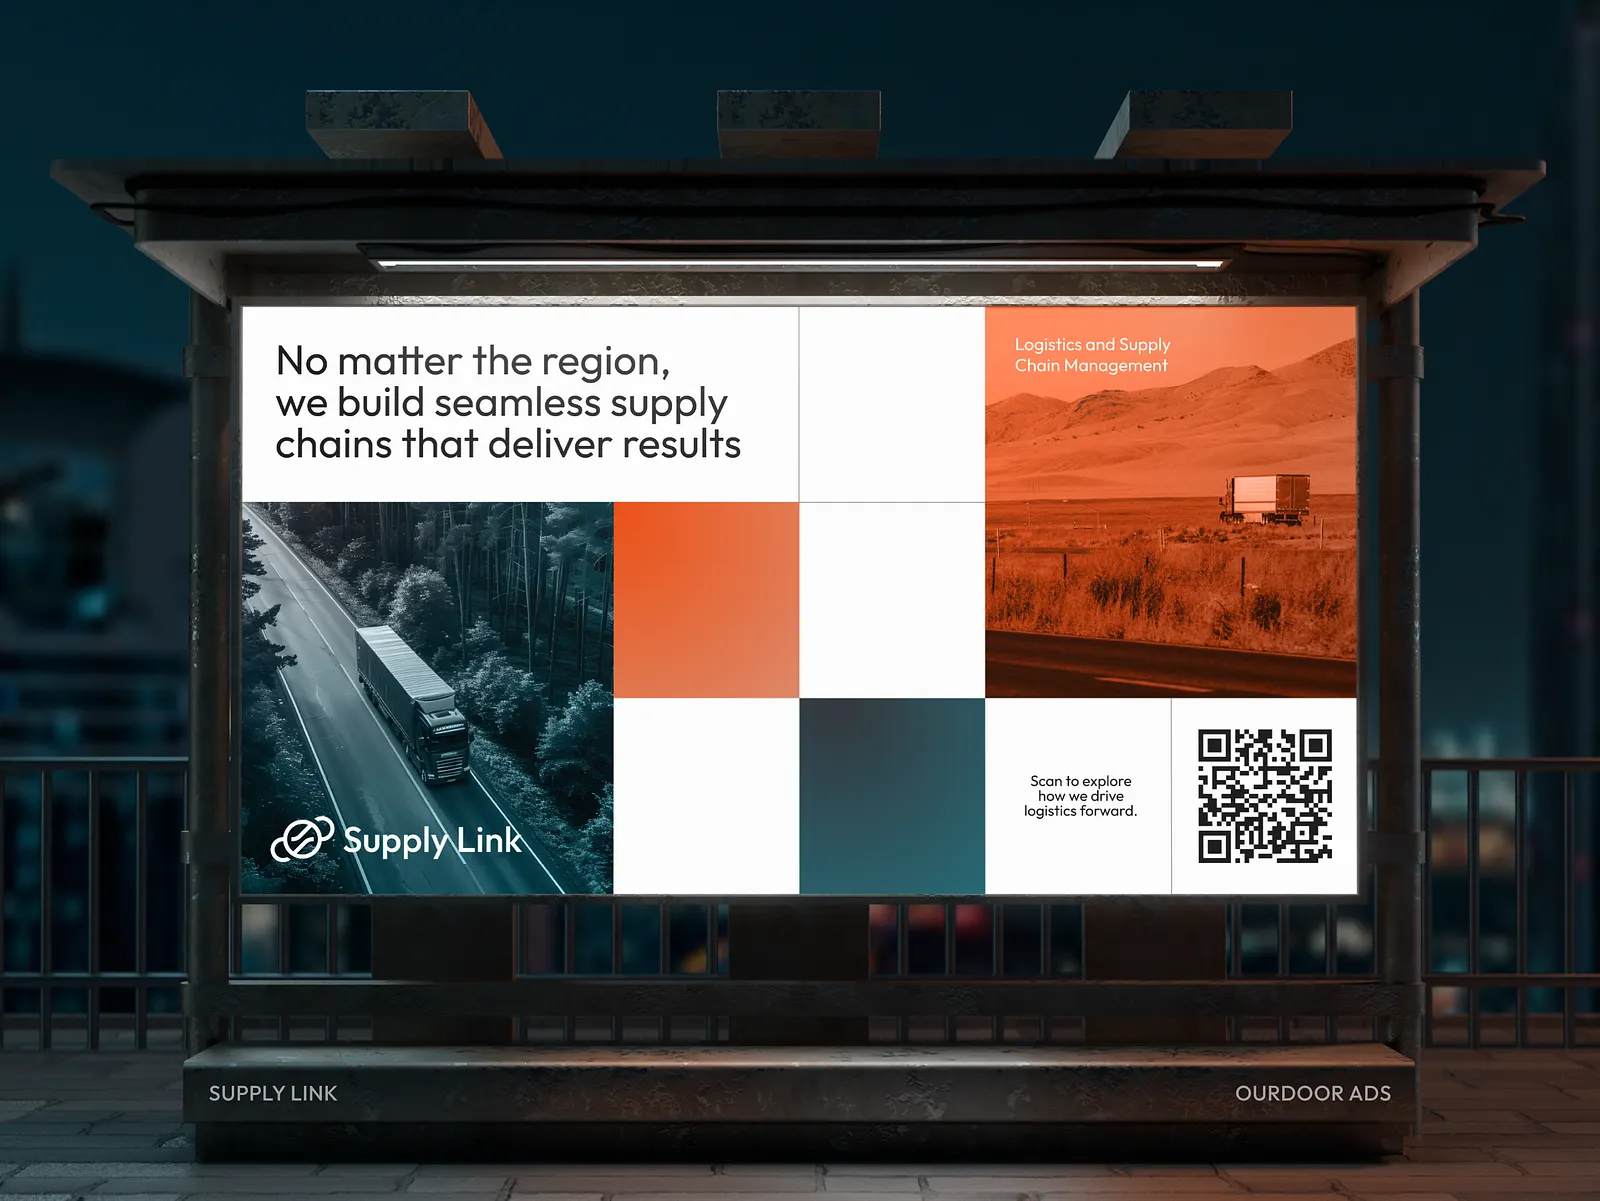 No matter the region,
we build seamless supply
chains that deliver results
Logistics and Supply
Chain Management
Supply Link
Scan to explore
how we drive
logistics forward.
SUPPLY LINK
OURDOOR ADS